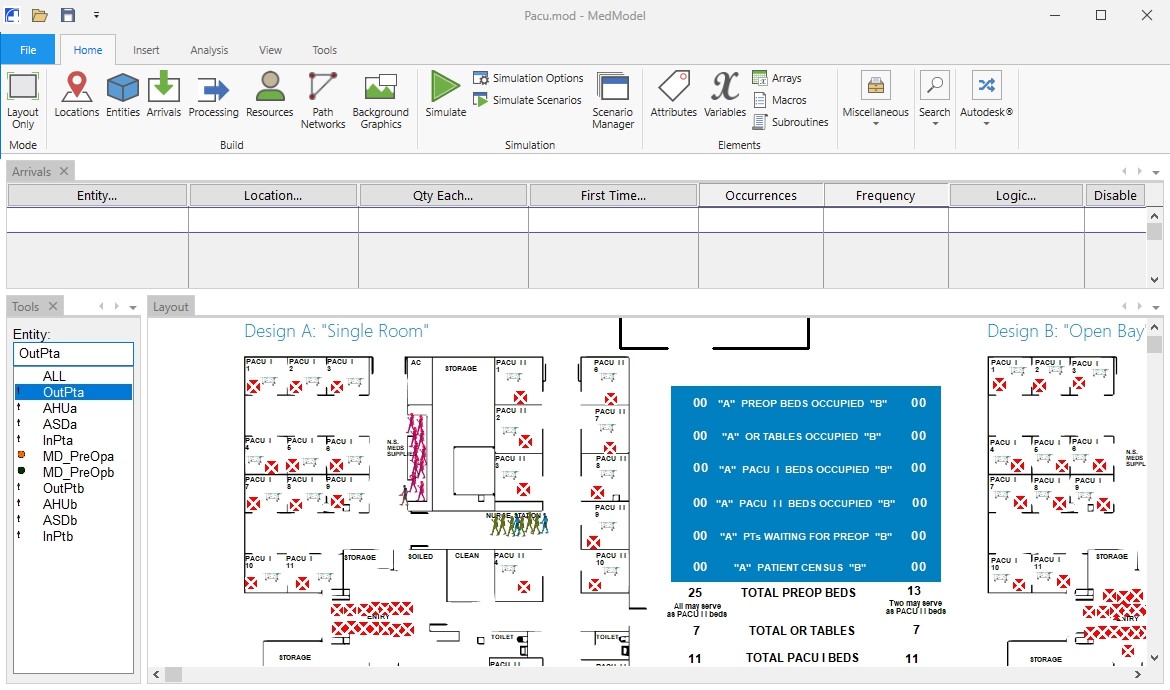 Pacu.mod - MedModel
File Home Insert Analysis View Tools
Layout Only
Locations Entities Arrivals Processing Resources
Path Networks
Background Graphics
Simulate
Simulation Options
Simulate Scenarios
Scenario Manager
Attributes Variables
Arrays
Macros
Subroutines
Miscellaneous Search Autodesk®
Mode Build Simulation Elements
Arrivals
Entity... Location... Qty Each... First Time... Occurrences Frequency Logic... Disable
Tools
Layout
Entity:
OutPta
ALL
OutPta
AHUa
ASDa
InPta
MD_PreOpa
MD_PreOpb
OutPtb
AHUb
ASDb
InPtb
Design A: "Single Room"
PACU I 1
PACU I 2
PACU I 3
AC
STORAGE
PACU I I 1
PACU I I 6
PACU I I 2
PACU I I 7
PACU I 4
PACU I 5
PACU I 6
N.S. MEDS SUPPLIES
PACU I I 3
PACU I I 8
PACU I 7
PACU I 8
PACU I 9
NURSE STATION
PACU I I 9
PACU I 10
PACU I 11
STORAGE
SOILED
CLEAN
PACU I I 4
PACU I I 10
ENTRY
STORAGE
TOILET
TOILET
PACU I I
00 "A" PREOP BEDS OCCUPIED "B" 00
00 "A" OR TABLES OCCUPIED "B" 00
00 "A" PACU I BEDS OCCUPIED "B" 00
00 "A" PACU I I BEDS OCCUPIED "B" 00
00 "A" PTs WAITING FOR PREOP "B" 00
00 "A" PATIENT CENSUS "B" 00
25 TOTAL PREOP BEDS 13
All may serve as PACU I I beds
Two may serve as PACU I I beds
7 TOTAL OR TABLES 7
11 TOTAL PACU I BEDS 11
Design B: "Open Bay"
PACU I 1
PACU I 2
PACU I 3
PACU I 4
PACU I 5
PACU I 6
N.S. MEDS SUPPL
PACU I 7
PACU I 8
PACU I 9
PACU I 10
PACU I 11
STORAGE
ENTRY
STORAGE